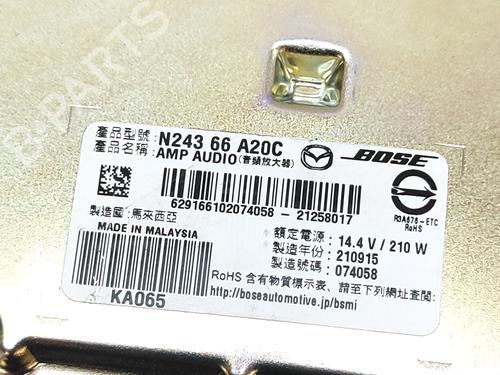 產品型號: N243 66 A20C
產品名稱: AMP AUDIO(音頻放大器)
BOSE
629166102074058 - 21258017
R3A676-ETC
RoHS
製造國: 馬來西亞
MADE IN MALAYSIA
額定電源: 14.4 V / 210 W
製造年份: 210915
製造號碼: 074058
RoHS 含有物質標示表、請至下列網址查閱:
http://boseautomotive.jp/bsmi
KA065